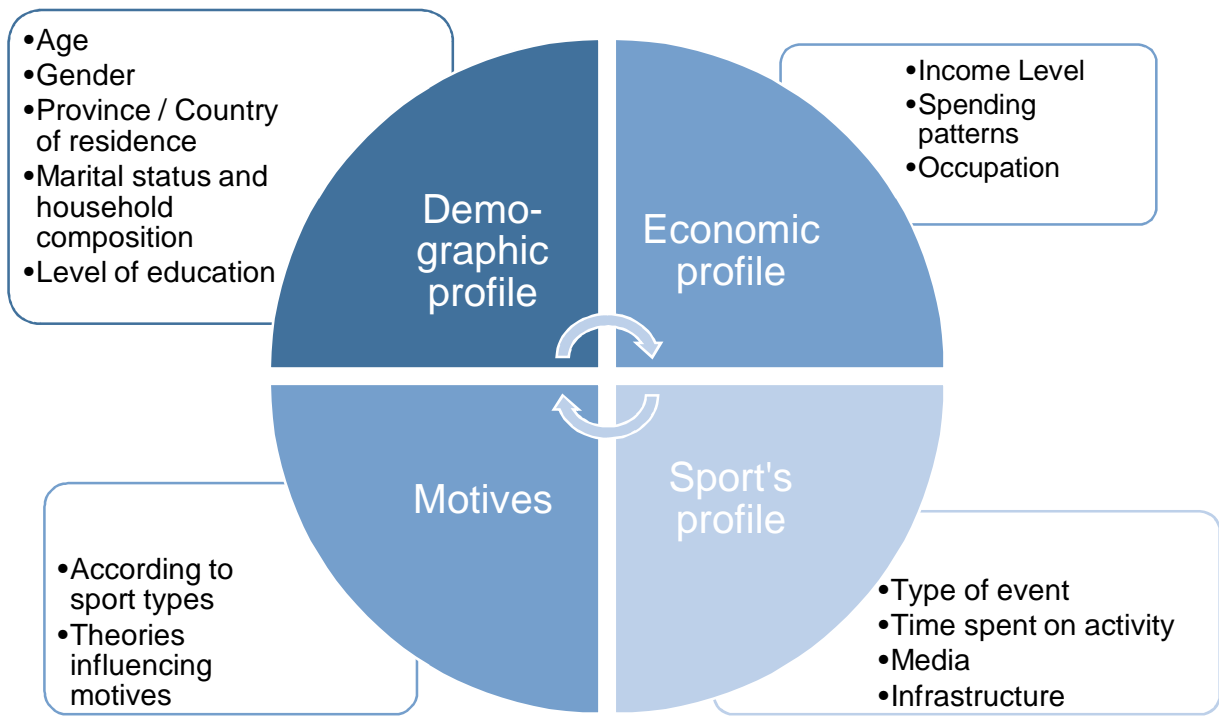 •Age
•Gender
•Province / Country
of residence
•Marital status and
household
composition
•Level of education
Demo-
graphic
profile
Economic
profile
•Income Level
•Spending
patterns
•Occupation
Motives
•According to
sport types
•Theories
influencing
motives
Sport's
profile
•Type of event
•Time spent on activity
•Media
•Infrastructure